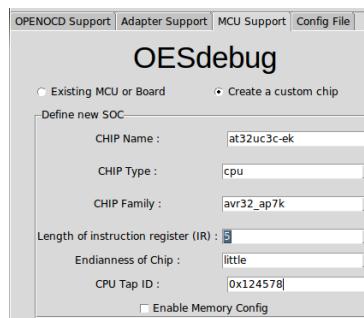 OPENOCD Support Adapter Support MCU Support Config File
OESdebug
Existing MCU or Board Create a custom chip
Define new SOC
CHIP Name : at32uc3c-ek
CHIP Type : cpu
CHIP Family : avr32_ap7k
Length of instruction register (IR) : 5
Endianness of Chip : little
CPU Tap ID : 0x124578
Enable Memory Config